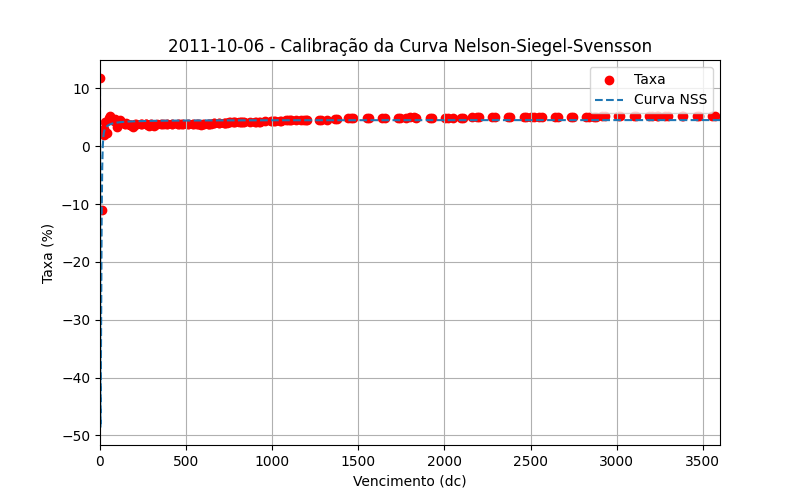 2011-10-06 - Calibração da Curva Nelson-Siegel-Svensson
Taxa
Curva NSS
10
0
−10
−20
−30
−40
−50
Taxa (%)
0 500 1000 1500 2000 2500 3000 3500
Vencimento (dc)